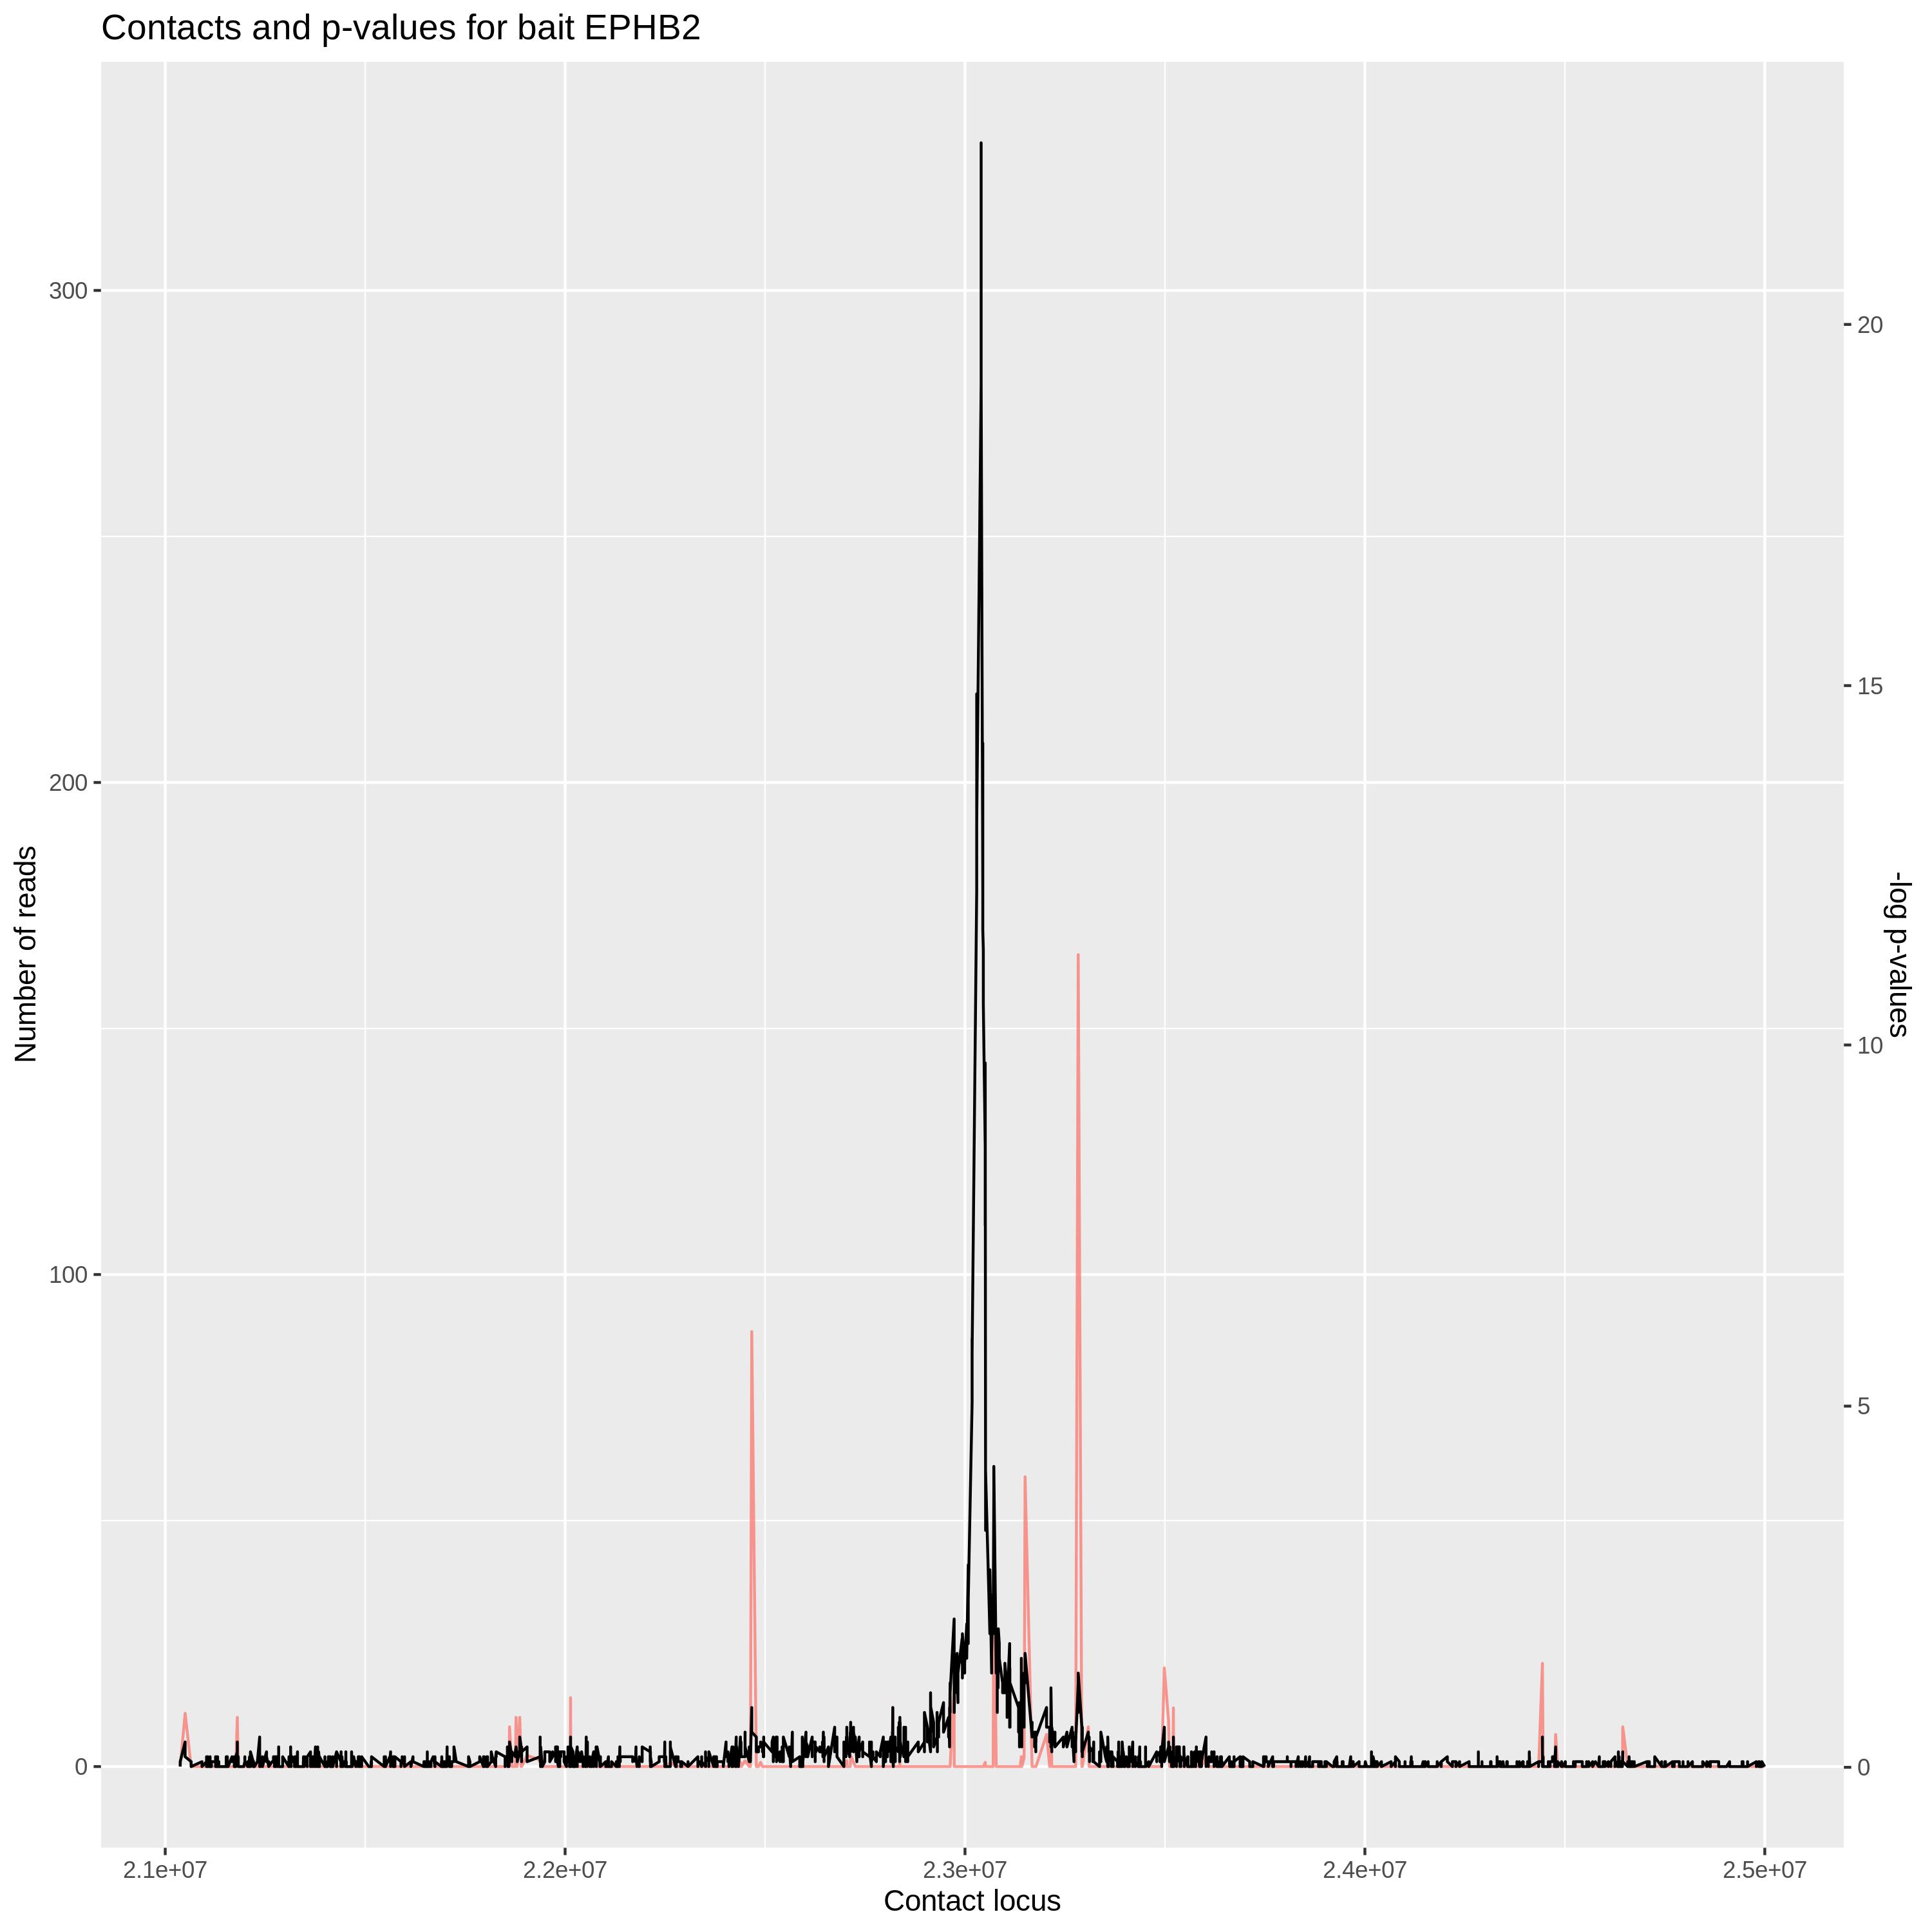 Contacts and p-values for bait EPHB2
300
200
100
0
Number of reads
20
15
10
5
0
-log p-values
2.1e+07
2.2e+07
2.3e+07
2.4e+07
2.5e+07
Contact locus